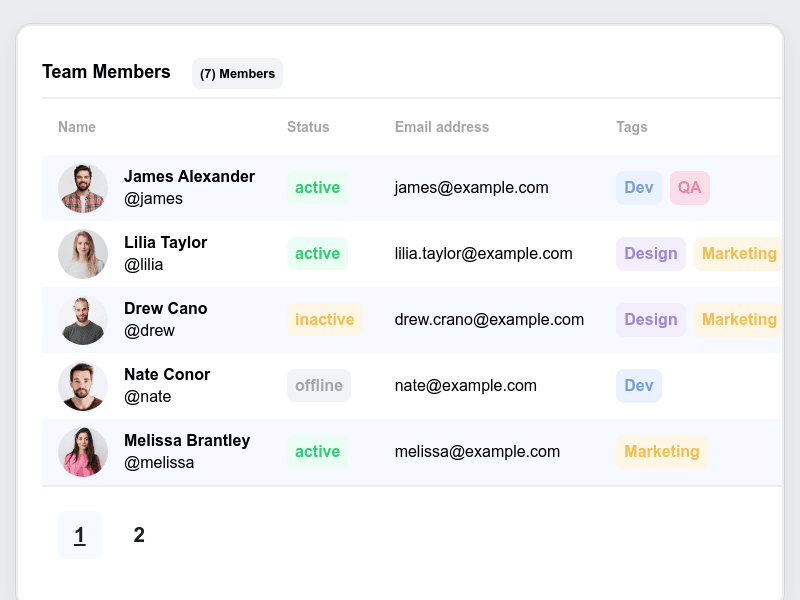 Team Members (7) Members
Name Status Email address Tags
James Alexander
@james
active james@example.com Dev QA
Lilia Taylor
@lilia
active lilia.taylor@example.com Design Marketing
Drew Cano
@drew
inactive drew.crano@example.com Design Marketing
Nate Conor
@nate
offline nate@example.com Dev
Melissa Brantley
@melissa
active melissa@example.com Marketing
1 2